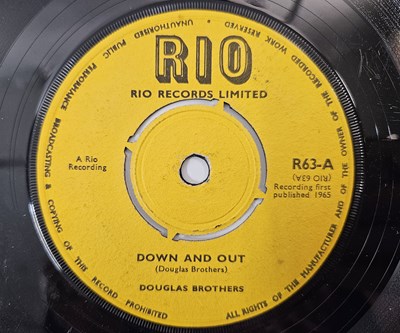 RIO
RIO RECORDS LIMITED
A Rio
Recording
R63-A
(RIO 63A)
Recording first
published 1965
DOWN AND OUT
(Douglas Brothers)
DOUGLAS BROTHERS
ALL RIGHTS OF THE MANUFACTURER AND OF THE OWNER OF THE RECORDED WORK RESERVED UNAUTHORISED PUBLIC PERFORMANCE BROADCASTING & COPYING OF THIS RECORD PROHIBITED